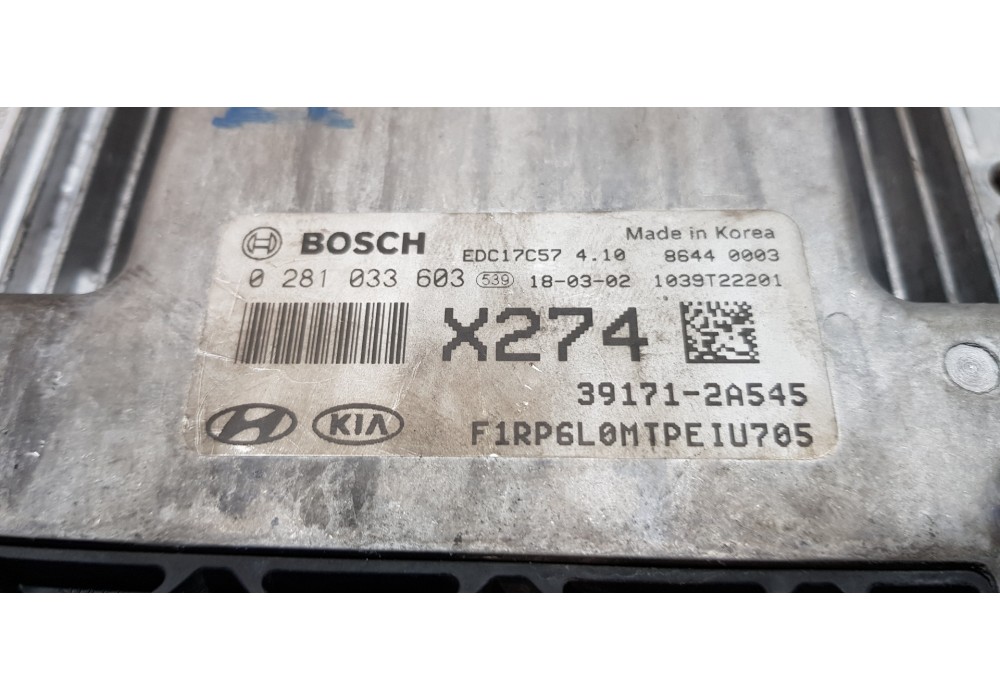 BOSCH
Made in Korea
EDC17C57 4.10 8644 0003
0 281 033 603 539 18-03-02 1039T22201
X274
39171-2A545
KIA
F1RP6L0MTPEIU705